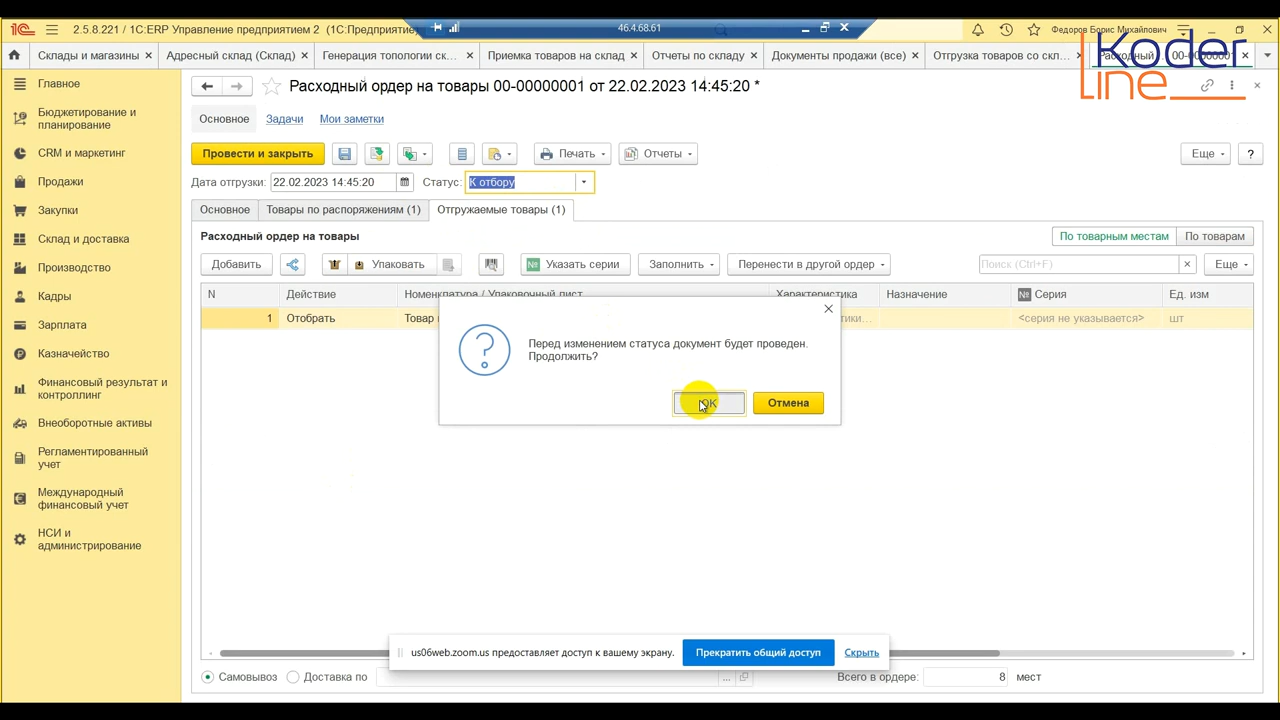 46.4.68.61
1С 2.5.8.221 / 1С:ERP Управление предприятием 2 (1С:Предприятие)
Федоров Борис Михайлович
Koder
line
Склады и магазины
Адресный склад (Склад)
Генерация топологии ск...
Приемка товаров на склад
Отчеты по складу
Документы продажи (все)
Отгрузка товаров со скл...
Главное
Бюджетирование и
планирование
CRM и маркетинг
Продажи
Закупки
Склад и доставка
Производство
Кадры
Зарплата
Казначейство
Финансовый результат и
контроллинг
Внеоборотные активы
Регламентированный
учет
Международный
финансовый учет
НСИ и
администрирование
Расходный ордер на товары 00-00000001 от 22.02.2023 14:45:20 *
Основное Задачи Мои заметки
Провести и закрыть Печать Отчеты Еще ?
Дата отгрузки: 22.02.2023 14:45:20 Статус: К отбору
Основное Товары по распоряжениям (1) Отгружаемые товары (1)
Расходный ордер на товары По товарным местам По товарам
Добавить Упаковать Указать серии Заполнить Перенести в другой ордер Поиск (Ctrl+F) Еще
N Действие Номенклатура / Упаковочный лист Характеристика Назначение № Серия Ед. изм
1 Отобрать Товар <серия не указывается> шт
Перед изменением статуса документ будет проведен.
Продолжить?
OK Отмена
us06web.zoom.us предоставляет доступ к вашему экрану. Прекратить общий доступ Скрыть
Самовывоз Доставка по ... Всего в ордере: 8 мест